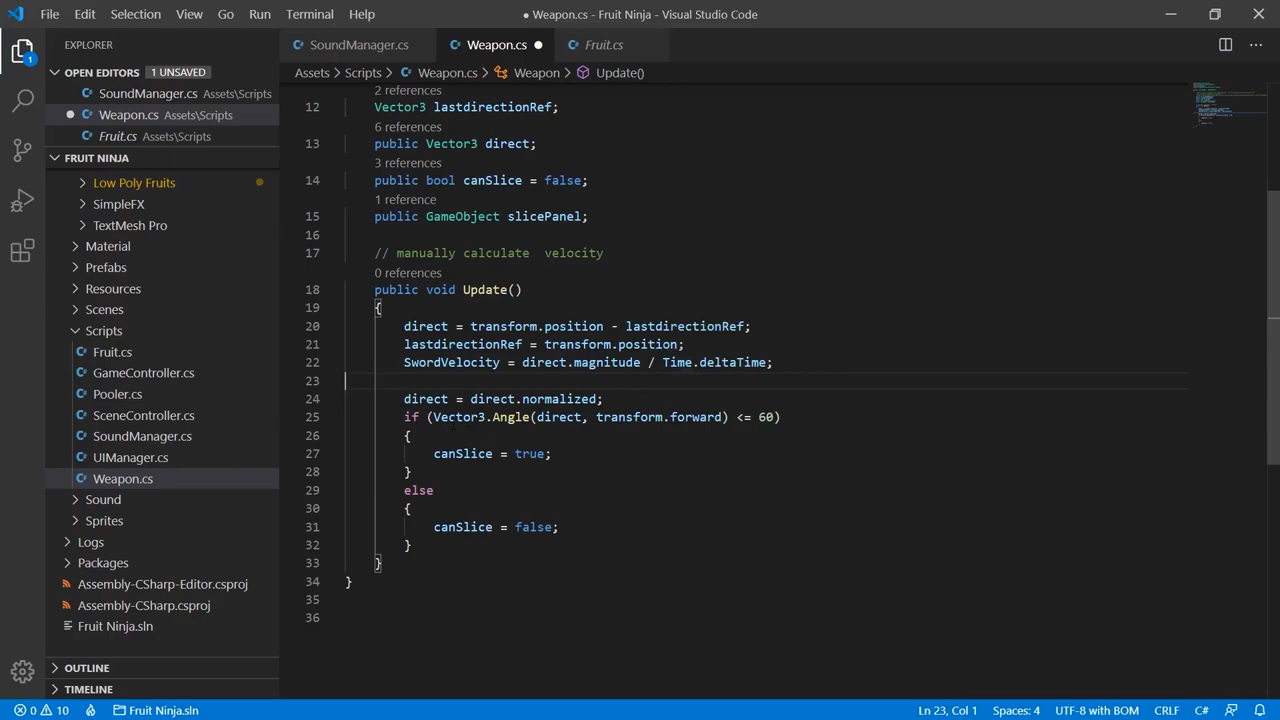 File Edit Selection View Go Run Terminal Help
● Weapon.cs - Fruit Ninja - Visual Studio Code
EXPLORER
OPEN EDITORS 1 UNSAVED
SoundManager.cs Assets\Scripts
Weapon.cs Assets\Scripts
Fruit.cs Assets\Scripts
FRUIT NINJA
Low Poly Fruits
SimpleFX
TextMesh Pro
Material
Prefabs
Resources
Scenes
Scripts
Fruit.cs
GameController.cs
Pooler.cs
SceneController.cs
SoundManager.cs
UIManager.cs
Weapon.cs
Sound
Sprites
Logs
Packages
Assembly-CSharp-Editor.csproj
Assembly-CSharp.csproj
Fruit Ninja.sln
OUTLINE
TIMELINE
1
SoundManager.cs Weapon.cs Fruit.cs
Assets > Scripts > Weapon.cs > Weapon > Update()
2 references
12 Vector3 lastdirectionRef;
6 references
13 public Vector3 direct;
3 references
14 public bool canSlice = false;
1 reference
15 public GameObject slicePanel;
16
17 // manually calculate  velocity
0 references
18 public void Update()
19 {
20 direct = transform.position - lastdirectionRef;
21 lastdirectionRef = transform.position;
22 SwordVelocity = direct.magnitude / Time.deltaTime;
23
24 direct = direct.normalized;
25 if (Vector3.Angle(direct, transform.forward) <= 60)
26 {
27 canSlice = true;
28 }
29 else
30 {
31 canSlice = false;
32 }
33 }
34 }
35
36
0 10 Fruit Ninja.sln Ln 23, Col 1 Spaces: 4 UTF-8 with BOM CRLF C#